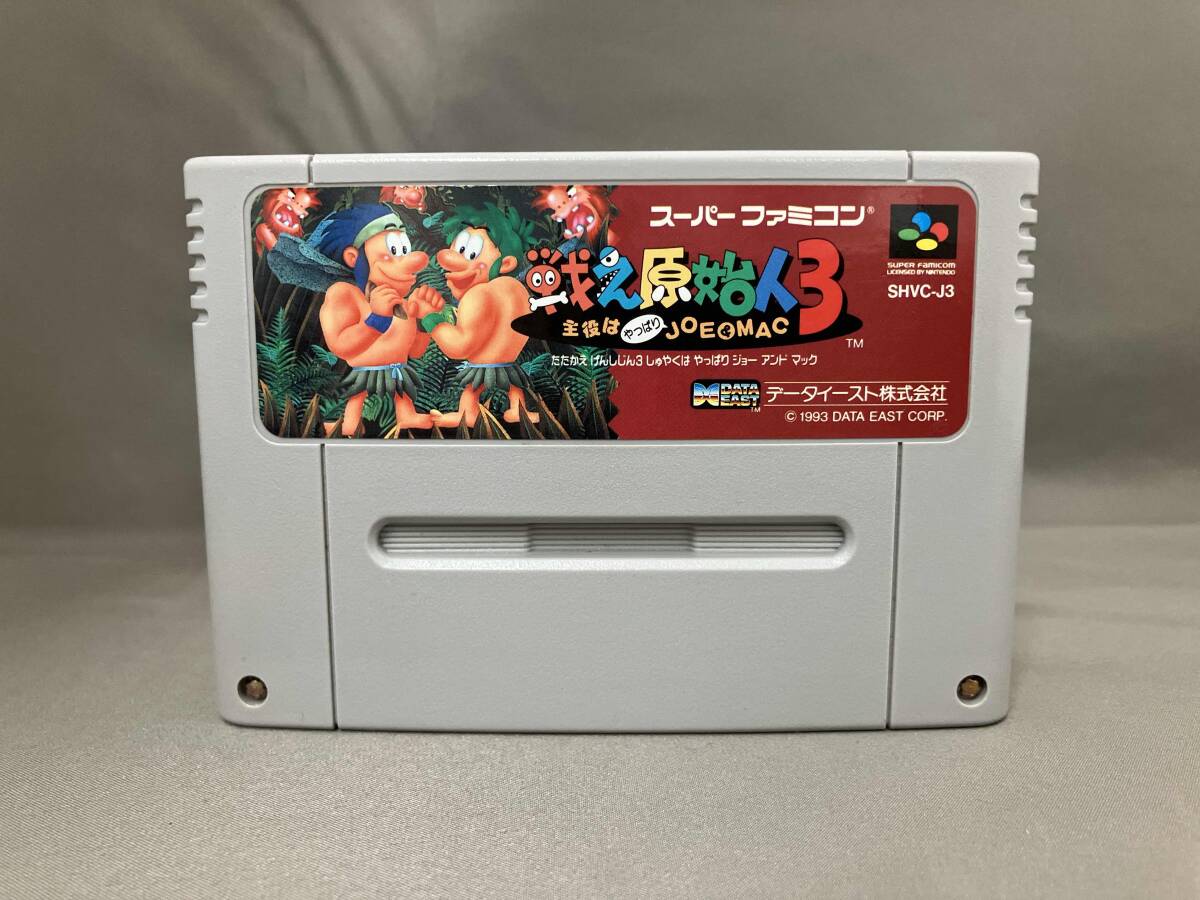 スーパー ファミコン®
戦え原始人3
主役は やっぱり JOE&MAC
TM
たたかえ げんしじん3 しゅやくは やっぱり ジョー アンド マック
DATA EAST TM データイースト株式会社
© 1993 DATA EAST CORP.
SUPER FAMICOM
LICENSED BY NINTENDO
SHVC-J3